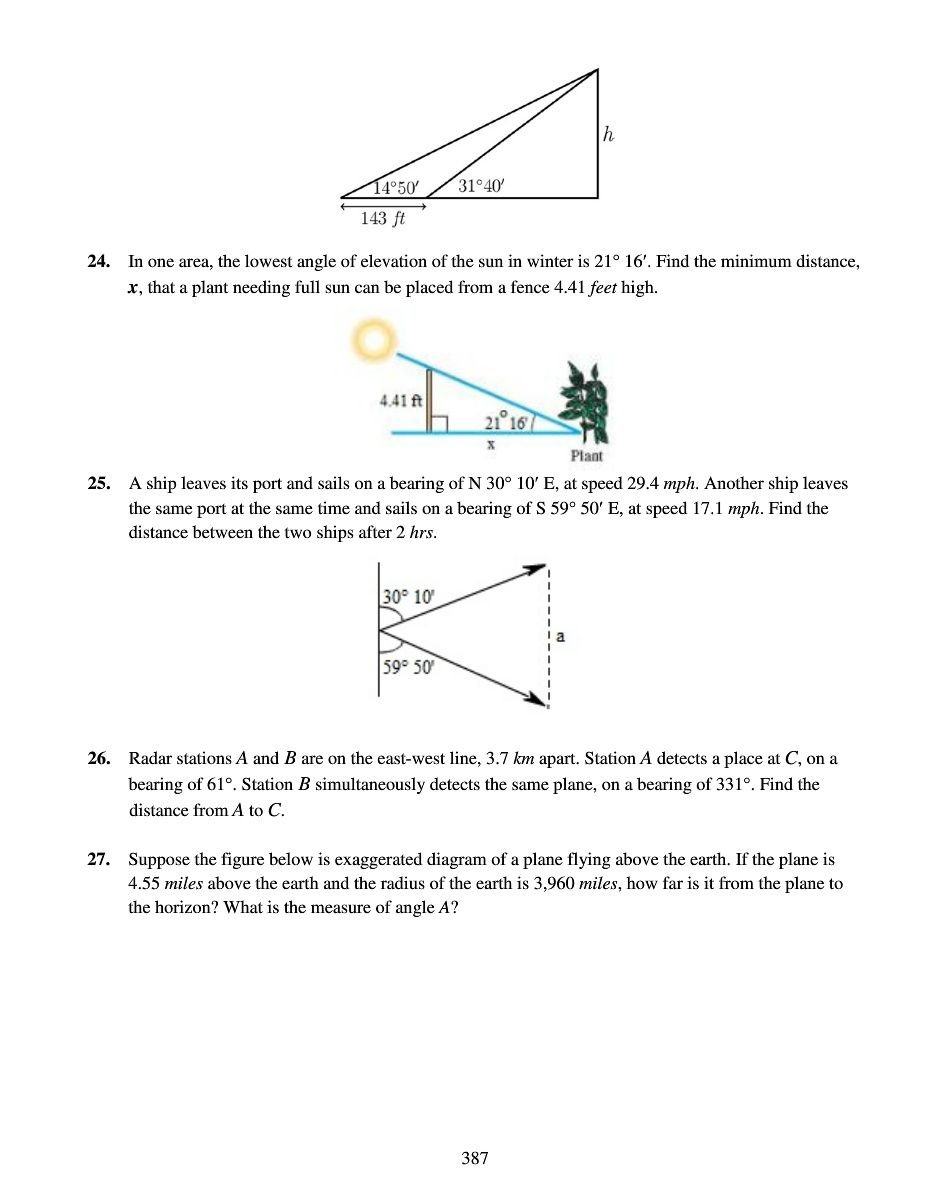 h
14°50′ 31°40′
143 ft
24. In one area, the lowest angle of elevation of the sun in winter is 21° 16′. Find the minimum distance,
x, that a plant needing full sun can be placed from a fence 4.41 feet high.
4.41 ft
21° 16′
x
Plant
25. A ship leaves its port and sails on a bearing of N 30° 10′ E, at speed 29.4 mph. Another ship leaves
the same port at the same time and sails on a bearing of S 59° 50′ E, at speed 17.1 mph. Find the
distance between the two ships after 2 hrs.
30° 10'
a
59° 50'
26. Radar stations A and B are on the east-west line, 3.7 km apart. Station A detects a place at C, on a
bearing of 61°. Station B simultaneously detects the same plane, on a bearing of 331°. Find the
distance from A to C.
27. Suppose the figure below is exaggerated diagram of a plane flying above the earth. If the plane is
4.55 miles above the earth and the radius of the earth is 3,960 miles, how far is it from the plane to
the horizon? What is the measure of angle A?
387